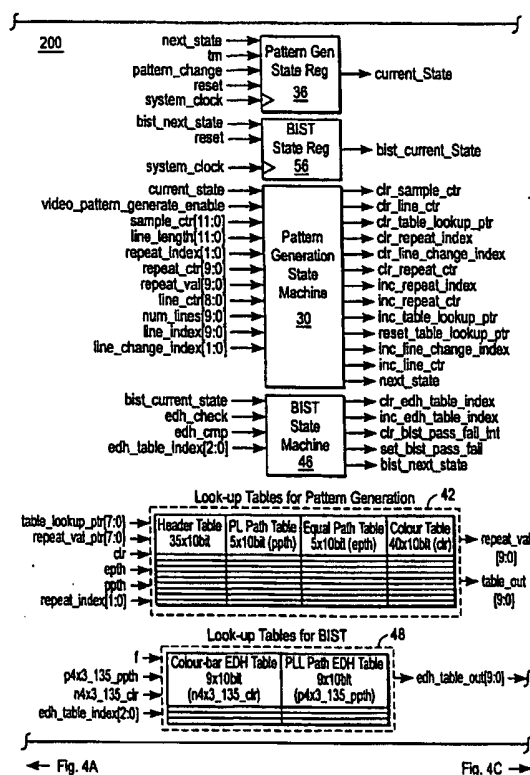 200
next_state
tm
pattern_change
reset
system_clock
Pattern Gen
State Reg
36
current_State
bist_next_state
reset
system_clock
BIST
State Reg
56
bist_current_State
current_state
video_pattern_generate_enable
sample_ctr[11:0]
line_length[11:0]
repeat_index[1:0]
repeat_ctr[9:0]
repeat_val[9:0]
line_ctr[8:0]
num_lines[9:0]
line_index[9:0]
line_change_index[1:0]
Pattern
Generation
State
Machine
30
clr_sample_ctr
clr_line_ctr
clr_table_lookup_ptr
clr_repeat_index
clr_line_change_index
clr_repeat_ctr
inc_repeat_index
inc_repeat_ctr
inc_table_lookup_ptr
reset_table_lookup_ptr
inc_line_change_index
inc_line_ctr
next_state
bist_current_state
edh_check
edh_cmp
edh_table_index[2:0]
BIST
State
Machine
46
clr_edh_table_index
inc_edh_table_index
clr_bist_pass_fail_int
set_bist_pass_fail
bist_next_state
Look-up Tables for Pattern Generation
42
table_lookup_ptr[7:0]
repeat_val_ptr[7:0]
clr
epth
ppth
repeat_index[1:0]
Header Table
35x10bit
PL Path Table
5x10bit (ppth)
Equal Path Table
5x10bit (epth)
Colour Table
40x10bit (clr)
repeat_val
[9:0]
table_out
[9:0]
Look-up Tables for BIST
48
f
p4x3_135_ppth
n4x3_135_clr
edh_table_index[2:0]
Colour-bar EDH Table
9x10bit
(n4x3_135_clr)
PLL Path EDH Table
9x10bit
(p4x3_135_ppth)
edh_table_out[9:0]
Fig. 4A
Fig. 4C